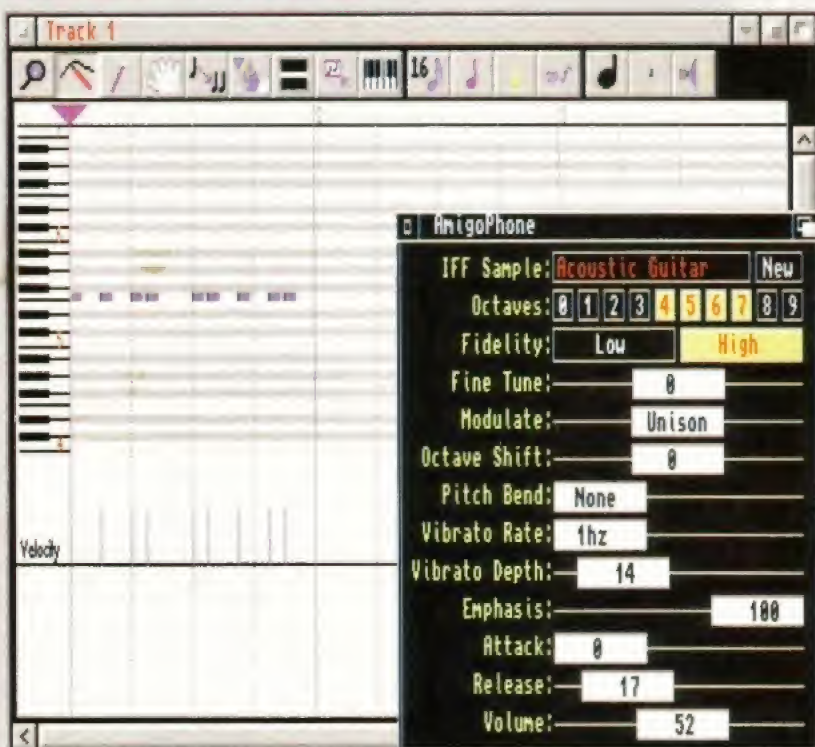 Track 1
16
AmigoPhone
IFF Sample: Acoustic Guitar New
Octaves: 0 1 2 3 4 5 6 7 8 9
Fidelity: Low High
Fine Tune: 0
Modulate: Unison
Octave Shift: 0
Pitch Bend: None
Vibrato Rate: 1hz
Vibrato Depth: 14
Emphasis: 100
Attack: 0
Release: 17
Volume: 52
Velocity